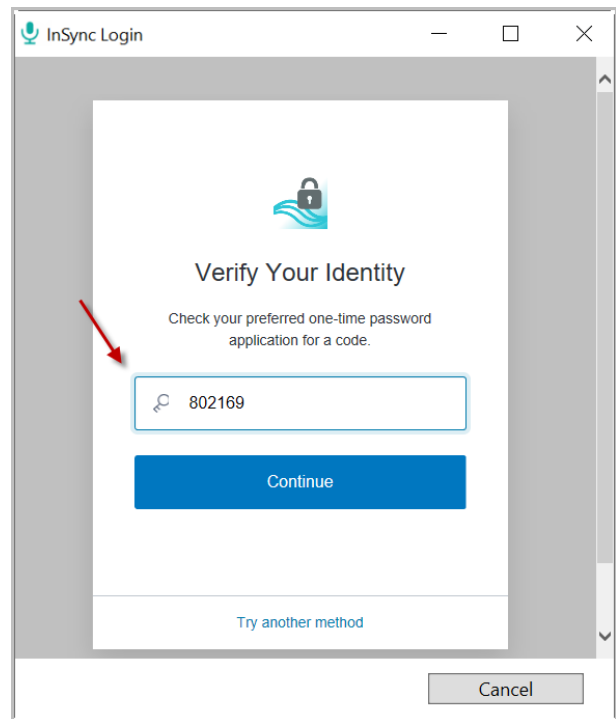 InSync Login
Verify Your Identity
Check your preferred one-time password
application for a code.
802169
Continue
Try another method
Cancel